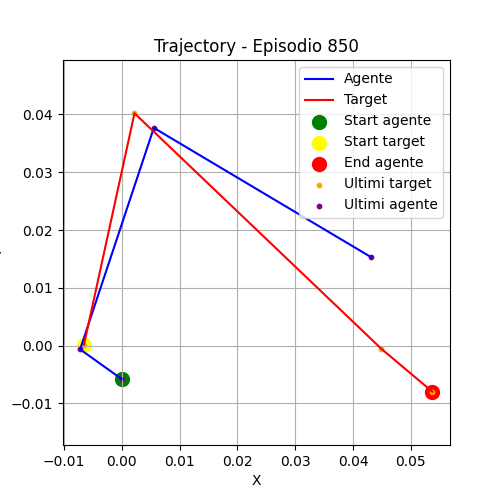 Trajectory - Episodio 850
Agente
Target
Start agente
Start target
End agente
Ultimi target
Ultimi agente
0.04
0.03
0.02
0.01
0.00
−0.01
−0.01
0.00
0.01
0.02
0.03
0.04
0.05
X